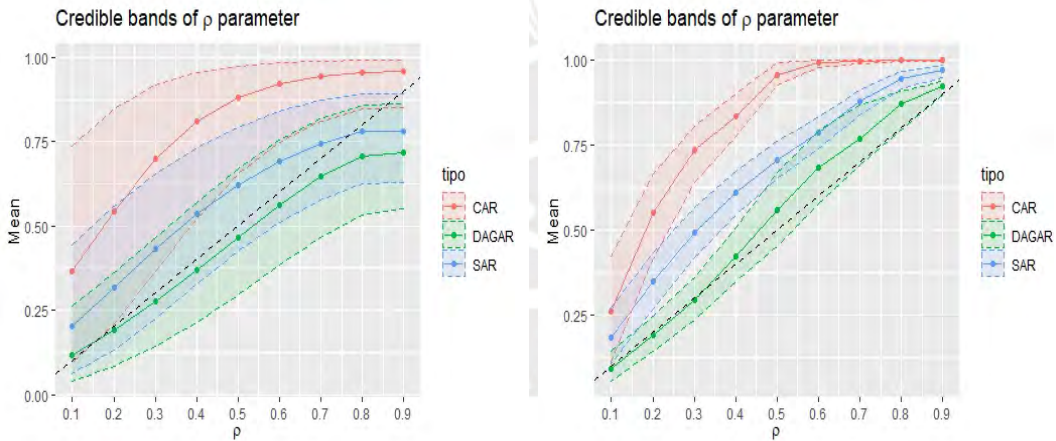 Credible bands of ρ parameter
Mean
1.00
0.75
0.50
0.25
0.00
0.1 0.2 0.3 0.4 0.5 0.6 0.7 0.8 0.9
ρ
tipo
CAR
DAGAR
SAR
Credible bands of ρ parameter
Mean
1.00
0.75
0.50
0.25
0.1 0.2 0.3 0.4 0.5 0.6 0.7 0.8 0.9
ρ
tipo
CAR
DAGAR
SAR